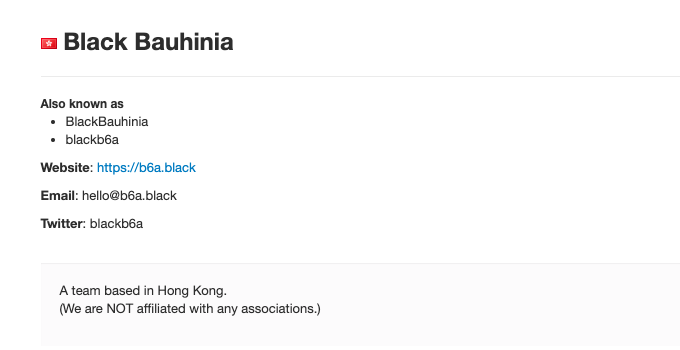 Black Bauhinia
Also known as
BlackBauhinia
blackb6a
Website: https://b6a.black
Email: hello@b6a.black
Twitter: blackb6a
A team based in Hong Kong.
(We are NOT affiliated with any associations.)